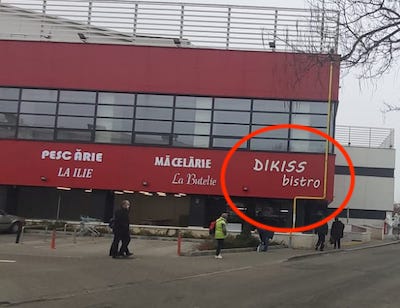 PESCĂRIE
LA ILIE
MĂCELĂRIE
La Butelie
DIKISS
bistro